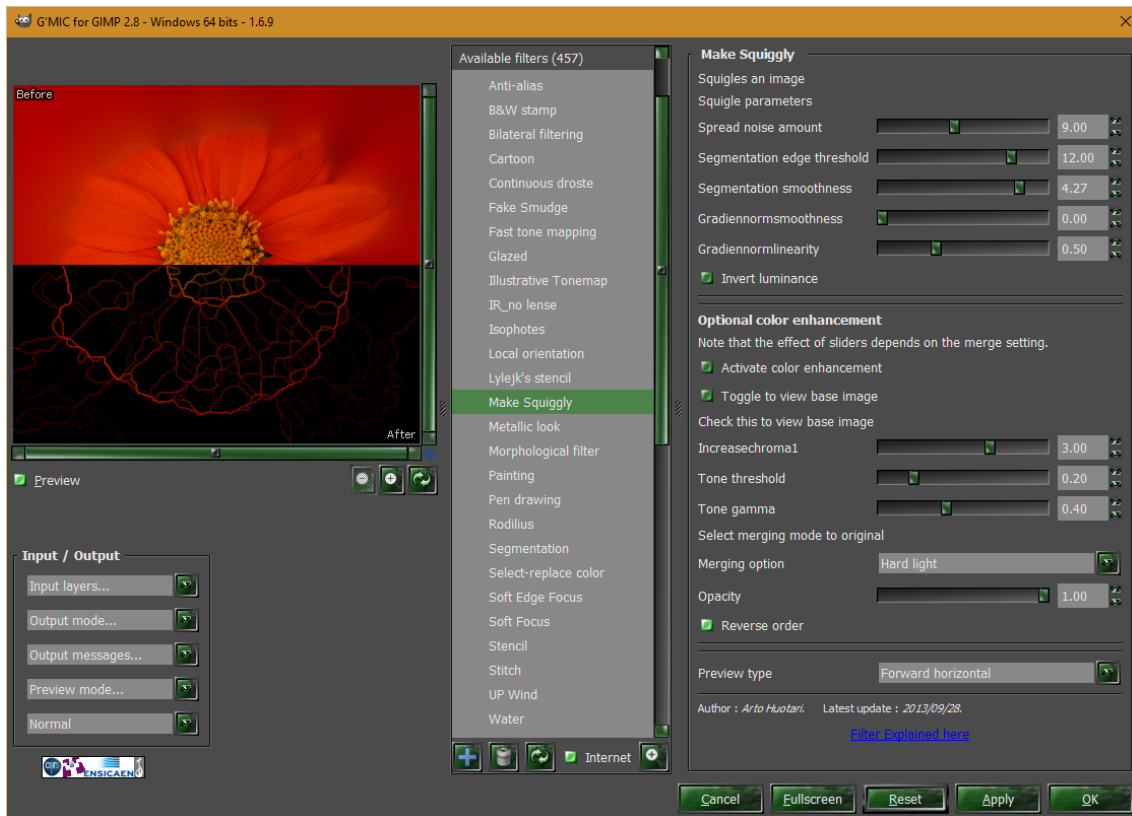 G'MIC for GIMP 2.8 - Windows 64 bits - 1.6.9
Before
After
Preview
Input / Output
Input layers...
Output mode...
Output messages...
Preview mode...
Normal
ENSICAEN
Available filters (457)
Anti-alias
B&W stamp
Bilateral filtering
Cartoon
Continuous droste
Fake Smudge
Fast tone mapping
Glazed
Illustrative Tonemap
IR_no lense
Isophotes
Local orientation
Lylejk's stencil
Make Squiggly
Metallic look
Morphological filter
Painting
Pen drawing
Rodilius
Segmentation
Select-replace color
Soft Edge Focus
Soft Focus
Stencil
Stitch
UP Wind
Water
Internet
Make Squiggly
Squigles an image
Squigle parameters
Spread noise amount 9.00
Segmentation edge threshold 12.00
Segmentation smoothness 4.27
Gradiennormsmoothness 0.00
Gradiennormlinearity 0.50
Invert luminance
Optional color enhancement
Note that the effect of sliders depends on the merge setting.
Activate color enhancement
Toggle to view base image
Check this to view base image
Increasechroma1 3.00
Tone threshold 0.20
Tone gamma 0.40
Select merging mode to original
Merging option Hard light
Opacity 1.00
Reverse order
Preview type Forward horizontal
Author : Arto Huotari. Latest update : 2013/09/28.
Filter Explained here
Cancel Fullscreen Reset Apply OK